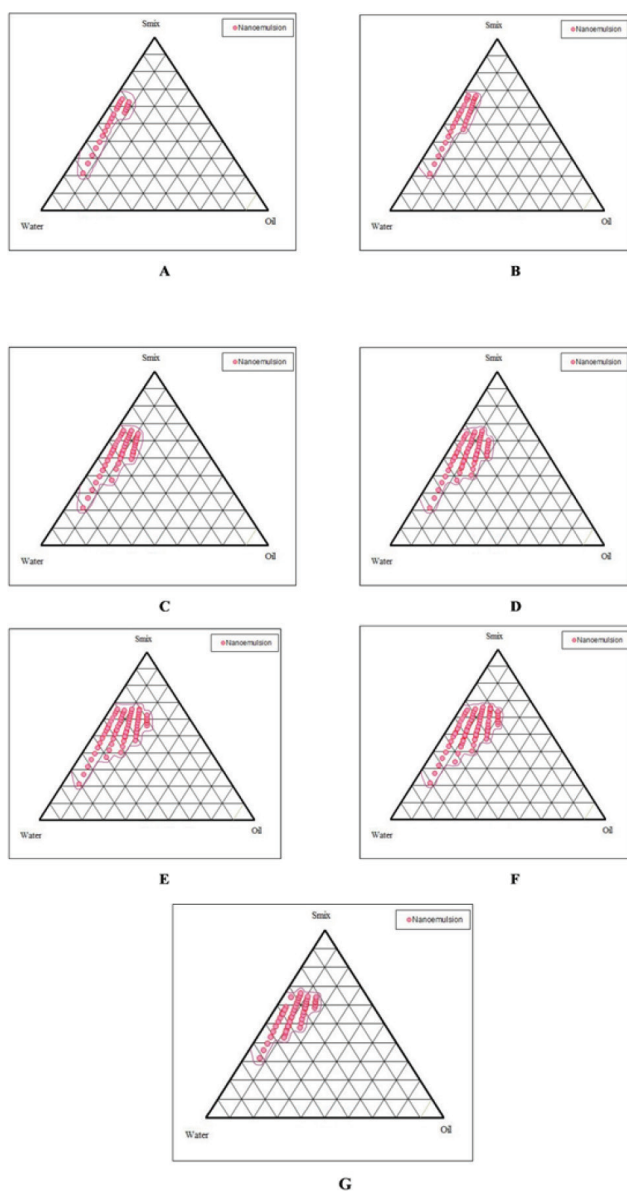 Smix
Nanoemulsion
Water
Oil
A
Smix
Nanoemulsion
Water
Oil
B
Smix
Nanoemulsion
Water
Oil
C
Smix
Nanoemulsion
Water
Oil
D
Smix
Nanoemulsion
Water
Oil
E
Smix
Nanoemulsion
Water
Oil
F
Smix
Nanoemulsion
Water
Oil
G